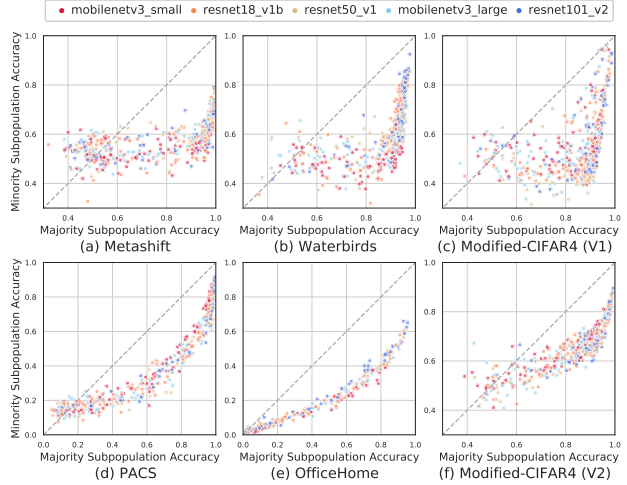 mobilenetv3_small resnet18_v1b resnet50_v1 mobilenetv3_large resnet101_v2
Minority Subpopulation Accuracy
1.0
0.8
0.6
0.4
0.4 0.6 0.8 1.0
Majority Subpopulation Accuracy
(a) Metashift
1.0
0.8
0.6
0.4
0.4 0.6 0.8 1.0
Majority Subpopulation Accuracy
(b) Waterbirds
1.0
0.8
0.6
0.4
0.4 0.6 0.8 1.0
Majority Subpopulation Accuracy
(c) Modified-CIFAR4 (V1)
Minority Subpopulation Accuracy
1.0
0.8
0.6
0.4
0.2
0.0
0.0 0.2 0.4 0.6 0.8 1.0
Majority Subpopulation Accuracy
(d) PACS
1.0
0.8
0.6
0.4
0.2
0.0
0.0 0.2 0.4 0.6 0.8 1.0
Majority Subpopulation Accuracy
(e) OfficeHome
1.0
0.8
0.6
0.4
0.4 0.6 0.8 1.0
Majority Subpopulation Accuracy
(f) Modified-CIFAR4 (V2)